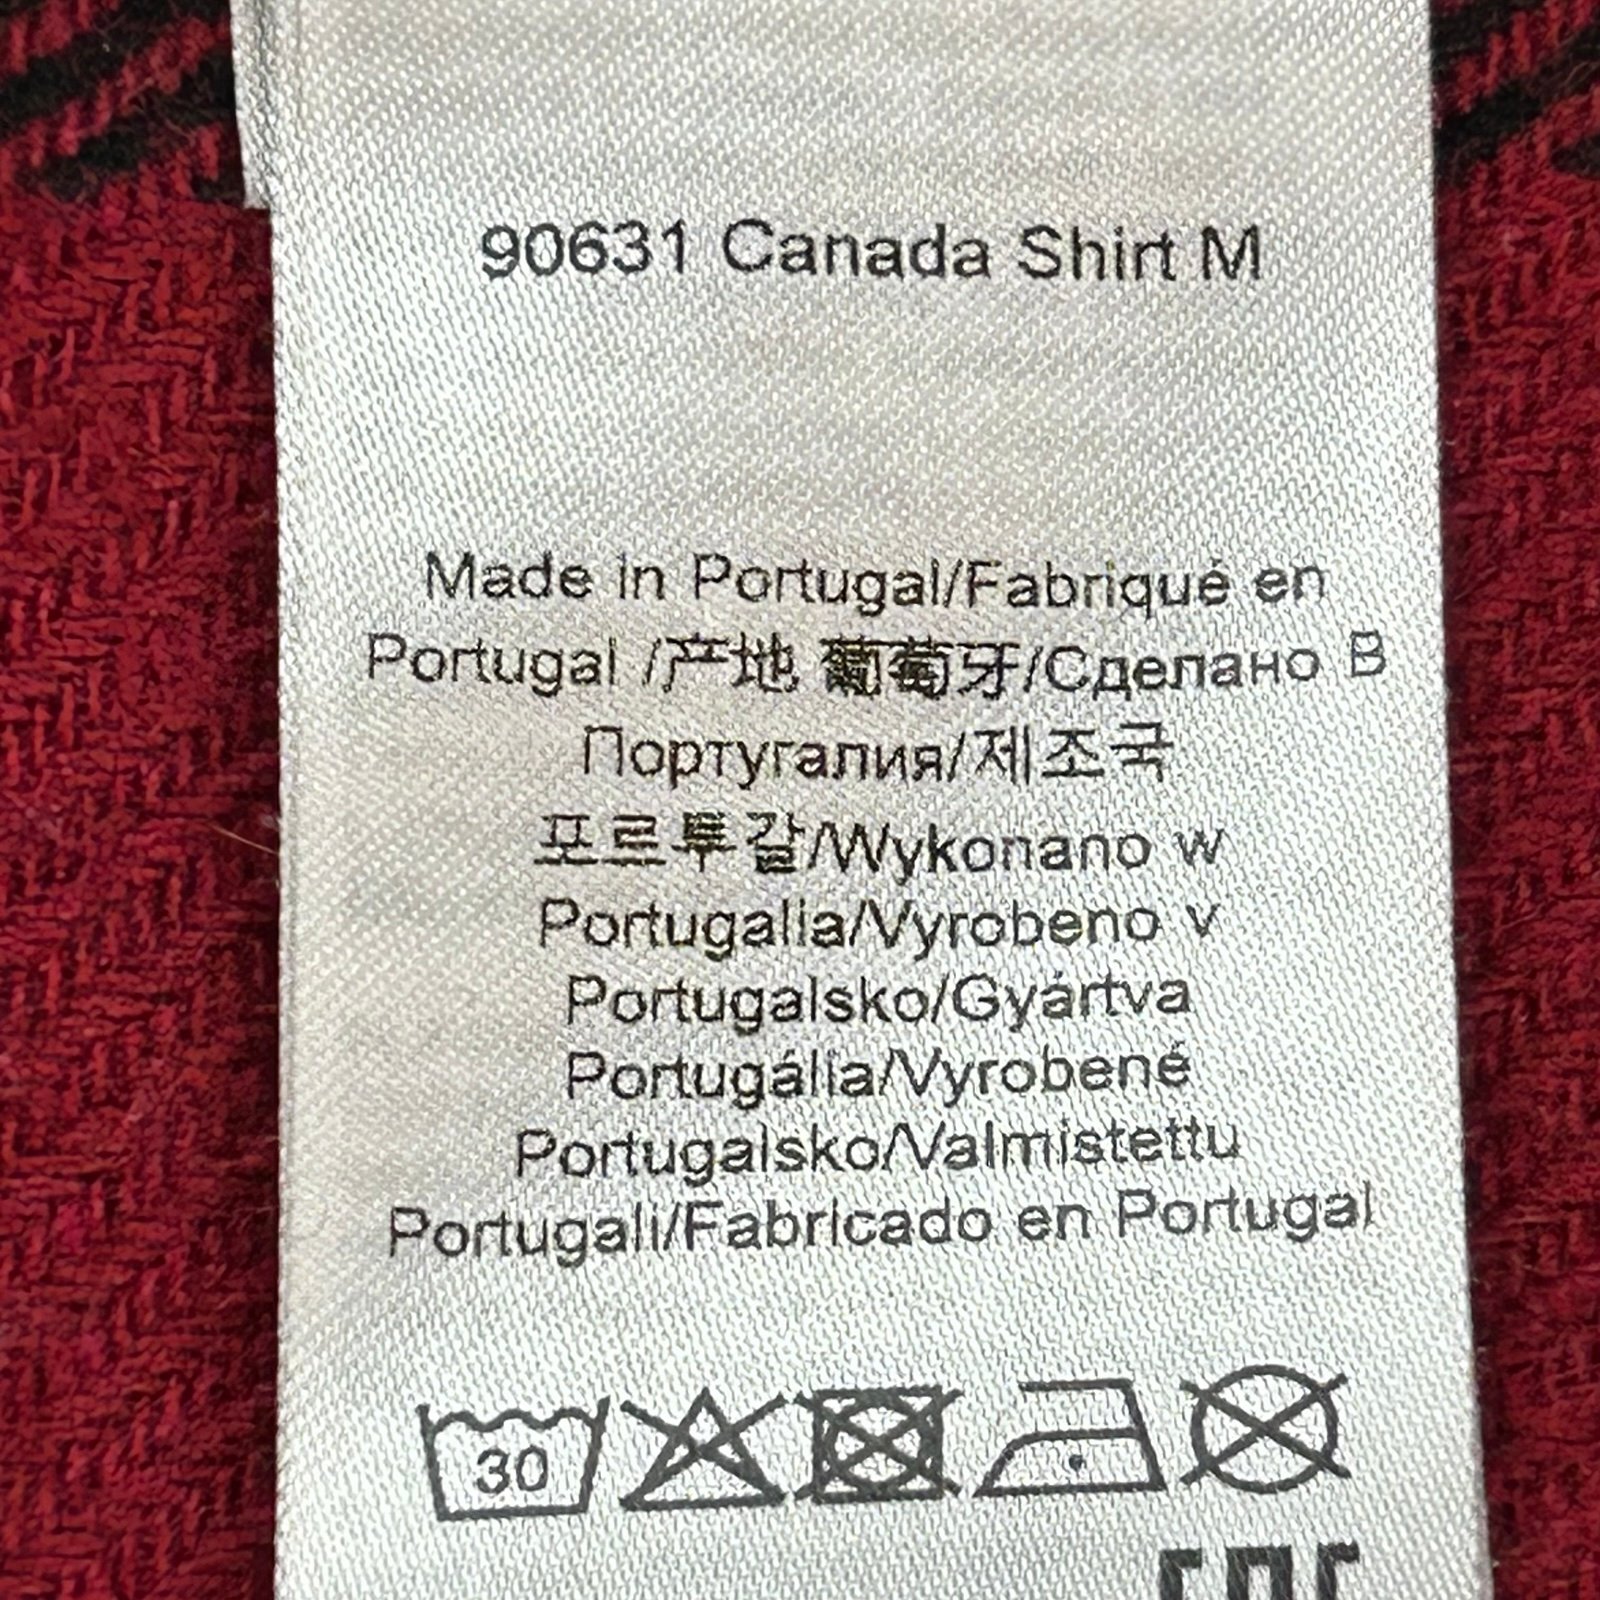 90631 Canada Shirt M
Made in Portugal/Fabriqué en
Portugal /产地 葡萄牙/Сделано В
Португалия/제조국
포르투갈/Wykonano w
Portugalia/Vyrobeno v
Portugalsko/Gyártva
Portugália/Vyrobené
Portugalsko/Valmistettu
Portugali/Fabricado en Portugal
30